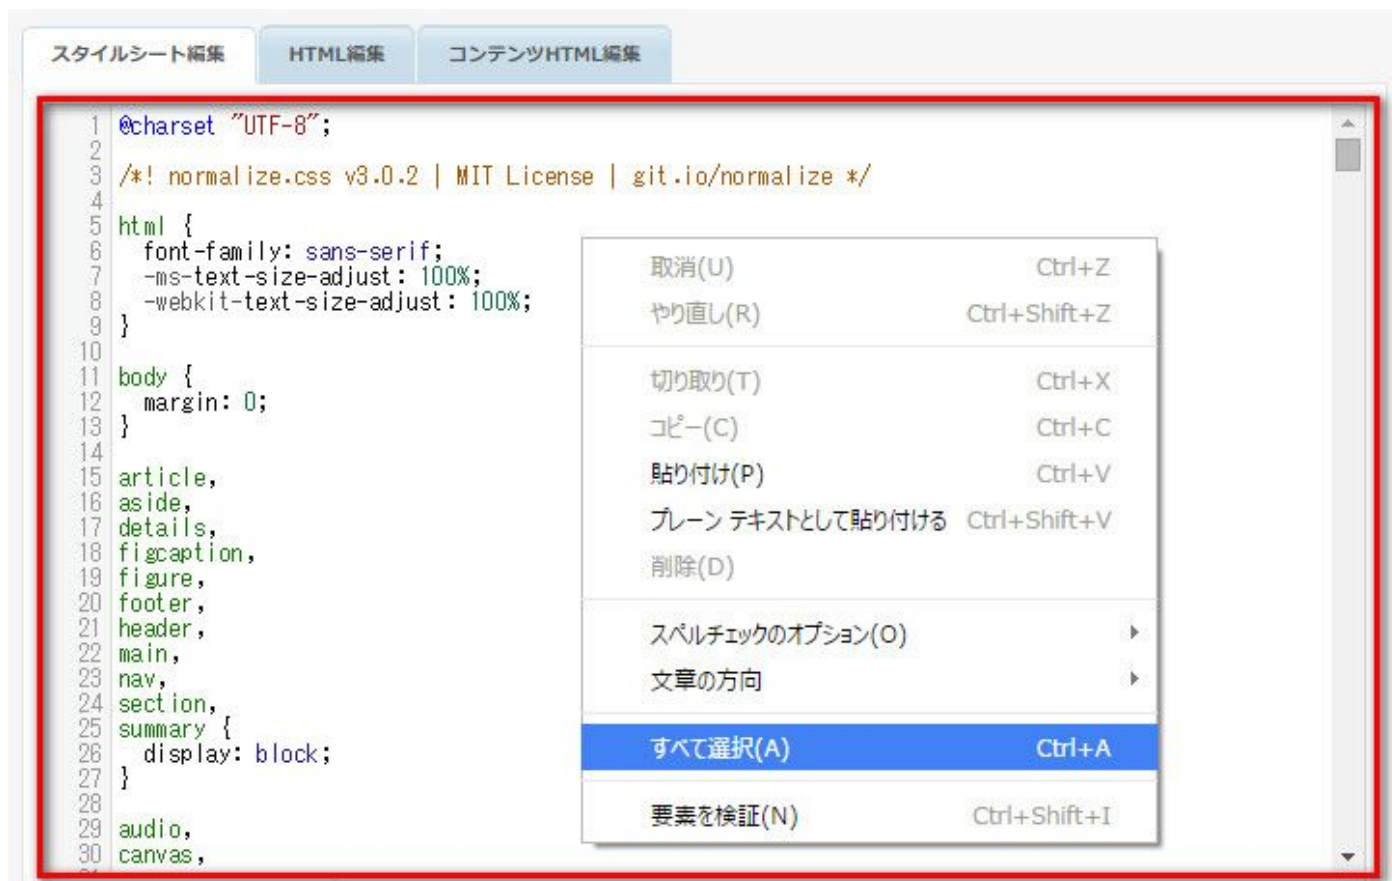 スタイルシート編集 HTML編集 コンテンツHTML編集
1 @charset "UTF-8";
2
3 /*! normalize.css v3.0.2 | MIT License | git.io/normalize */
4
5 html {
6 font-family: sans-serif;
7 -ms-text-size-adjust: 100%;
8 -webkit-text-size-adjust: 100%;
9 }
10
11 body {
12 margin: 0;
13 }
14
15 article,
16 aside,
17 details,
18 figcaption,
19 figure,
20 footer,
21 header,
22 main,
23 nav,
24 section,
25 summary {
26 display: block;
27 }
28
29 audio,
30 canvas,
取消(U) Ctrl+Z
やり直し(R) Ctrl+Shift+Z
切り取り(T) Ctrl+X
コピー(C) Ctrl+C
貼り付け(P) Ctrl+V
プレーン テキストとして貼り付ける Ctrl+Shift+V
削除(D)
スペルチェックのオプション(O)
文章の方向
すべて選択(A) Ctrl+A
要素を検証(N) Ctrl+Shift+I